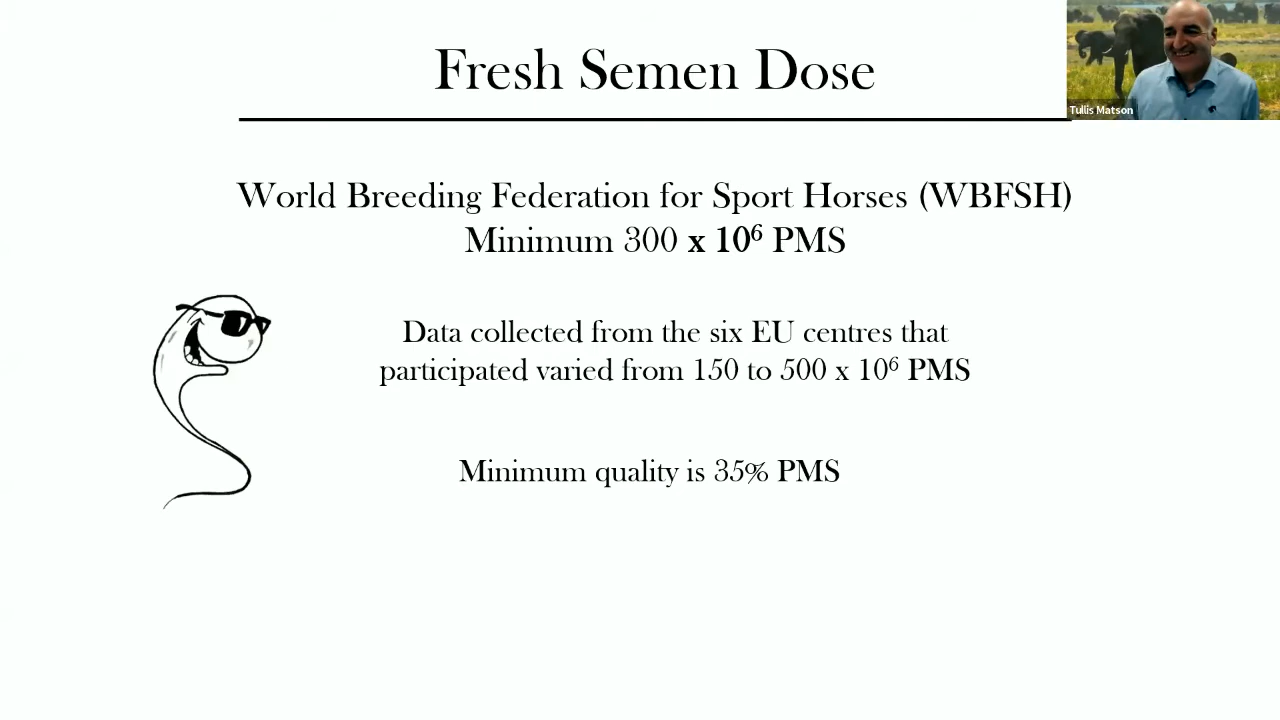 Fresh Semen Dose
Tullis Matson
World Breeding Federation for Sport Horses (WBFSH)
Minimum 300 x 10⁶ PMS
Data collected from the six EU centres that
participated varied from 150 to 500 x 10⁶ PMS
Minimum quality is 35% PMS